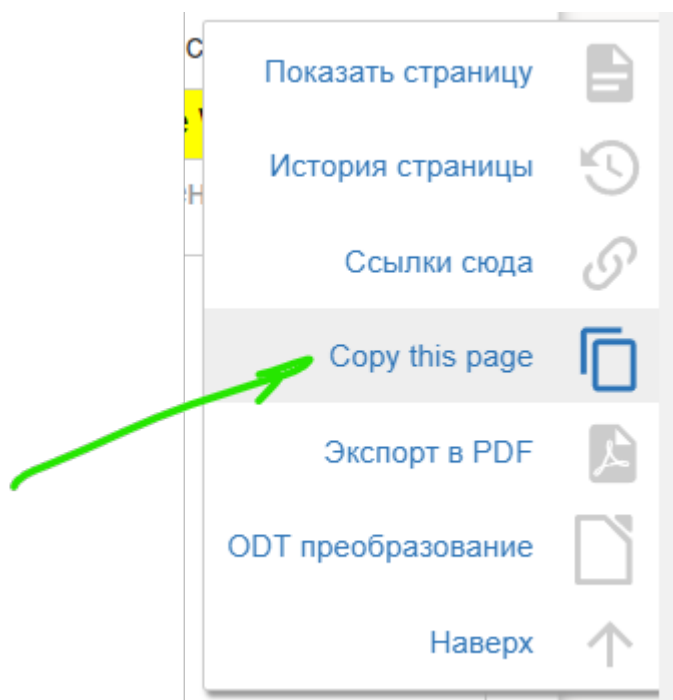 Показать страницу
История страницы
Ссылки сюда
Copy this page
Экспорт в PDF
ODT преобразование
Наверх